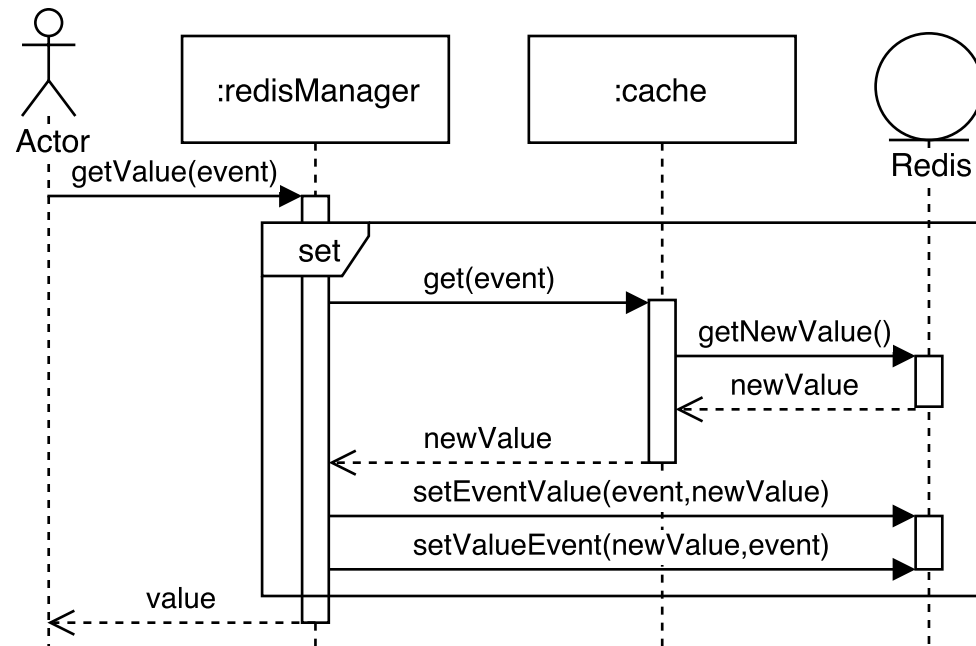 :redisManager
:cache
Actor
Redis
getValue(event)
set
get(event)
getNewValue()
newValue
newValue
setEventValue(event,newValue)
setValueEvent(newValue,event)
value